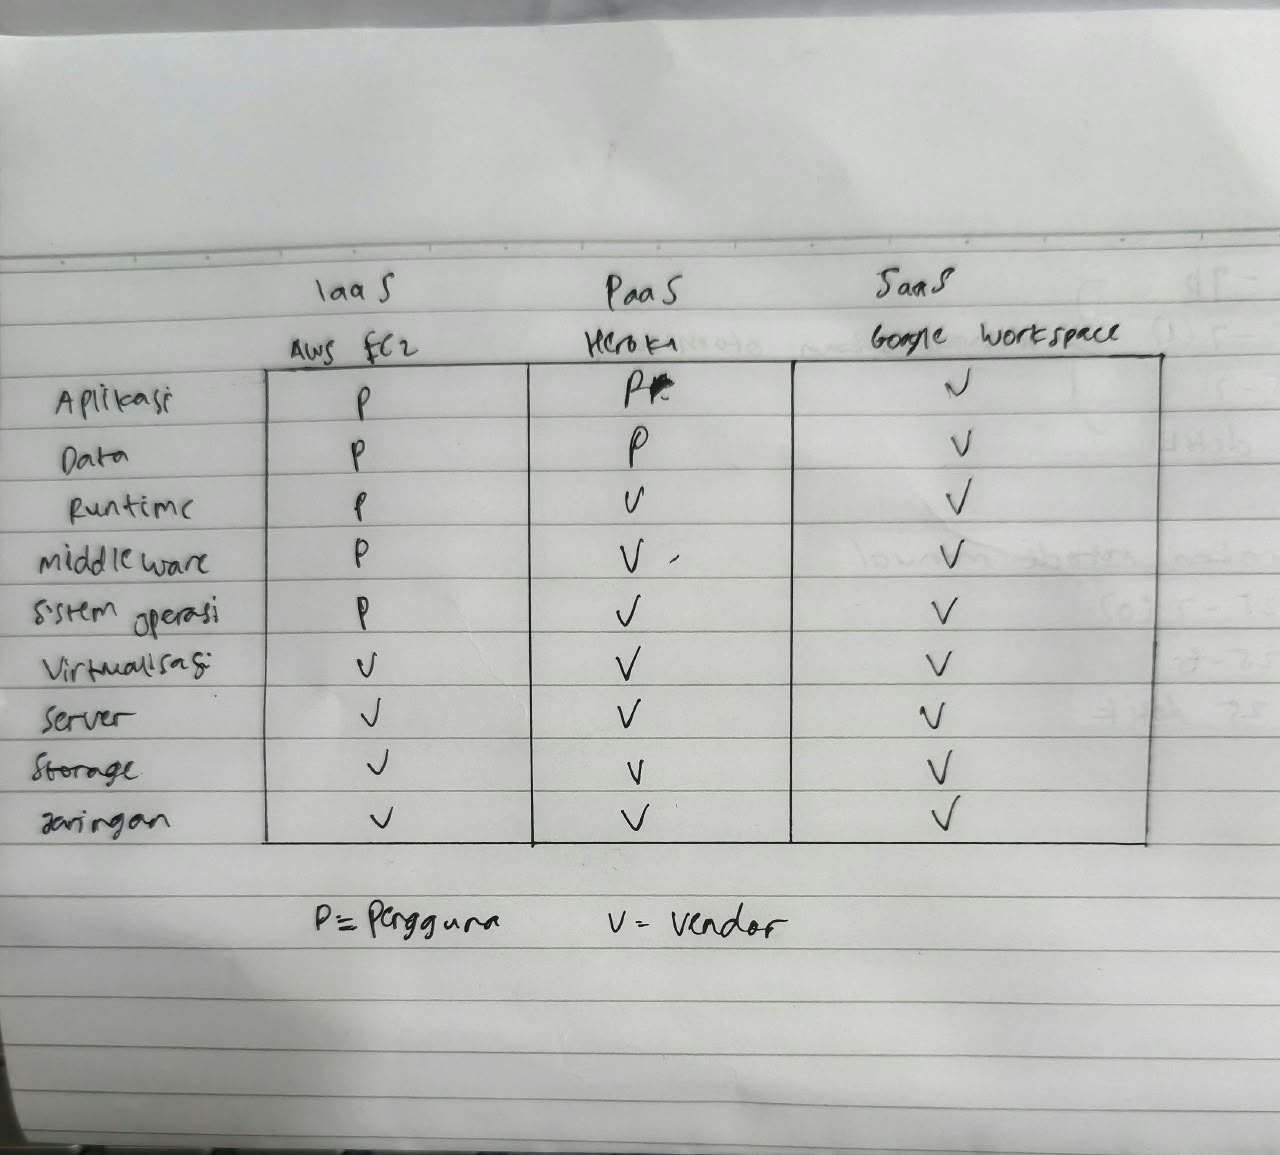 IaaS PaaS SaaS
AWS EC2 Heroku Google Workspace
Aplikasi P P V
Data P P V
Runtime P V V
Middleware P V V
Sistem operasi P V V
Virtualisasi V V V
Server V V V
Storage V V V
Jaringan V V V
P = Pengguna V = Vendor